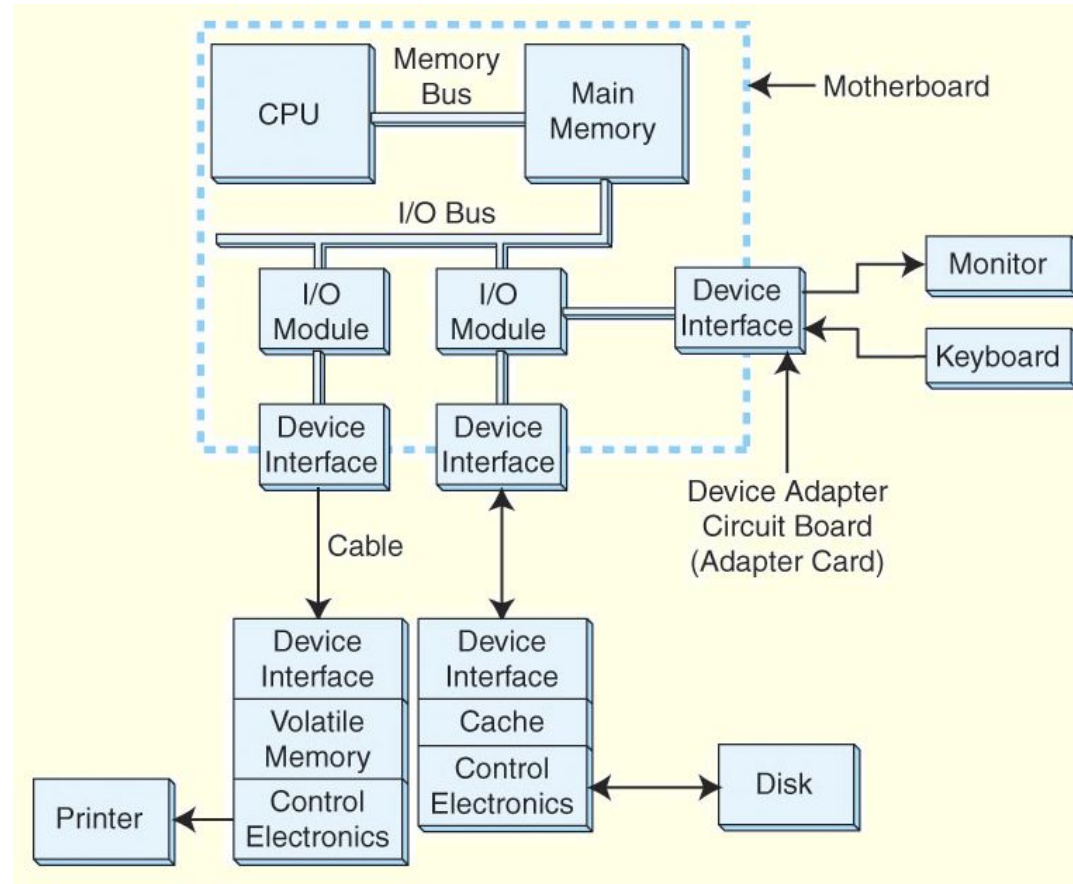 CPU
Memory
Bus
Main
Memory
Motherboard
I/O Bus
I/O
Module
I/O
Module
Device
Interface
Monitor
Keyboard
Device
Interface
Device
Interface
Device Adapter
Circuit Board
(Adapter Card)
Cable
Device
Interface
Volatile
Memory
Control
Electronics
Device
Interface
Cache
Control
Electronics
Printer
Disk